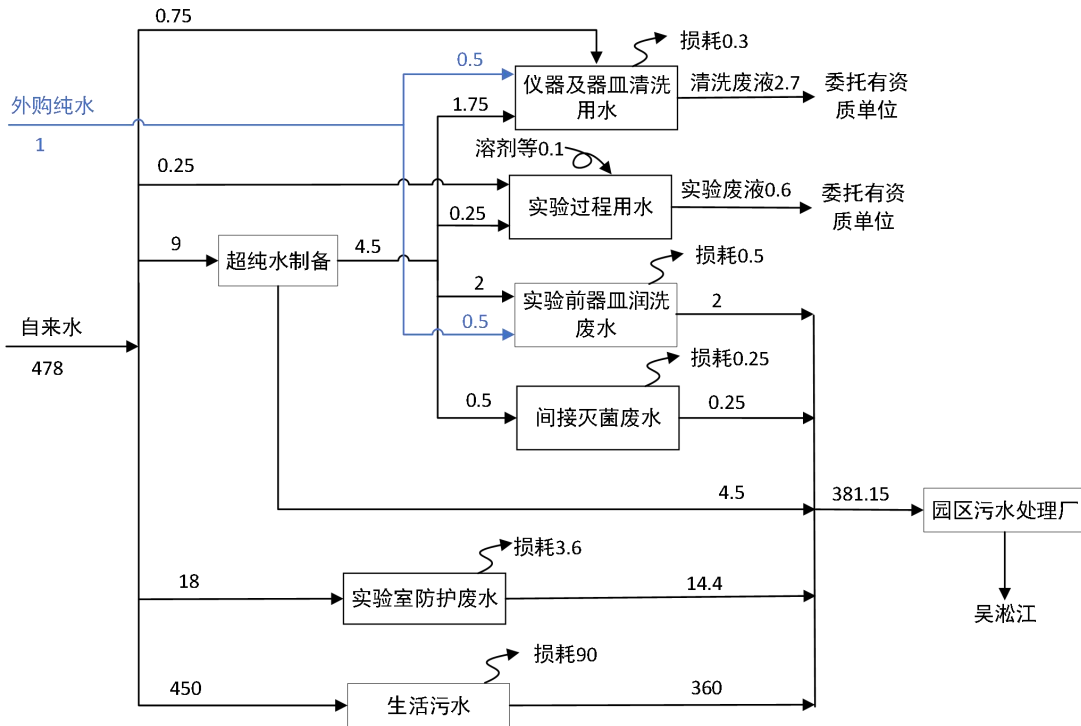 0.75
损耗0.3
0.5
仪器及器皿清洗
用水
清洗废液2.7
委托有资
质单位
外购纯水
1
1.75
溶剂等0.1
0.25
实验过程用水
实验废液0.6
委托有资
质单位
0.25
9
超纯水制备
4.5
损耗0.5
2
实验前器皿润洗
废水
2
0.5
自来水
478
损耗0.25
0.5
间接灭菌废水
0.25
4.5
381.15
园区污水处理厂
损耗3.6
18
实验室防护废水
14.4
吴淞江
损耗90
450
生活污水
360